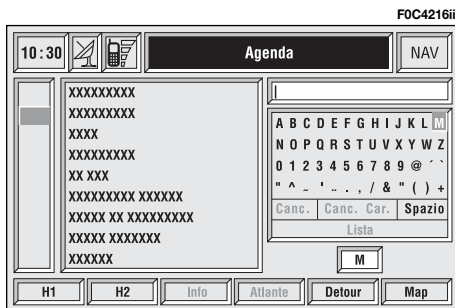 F0C4216ii
10:30 Agenda NAV
XXXXXXXXX
XXXXXXXXX
XXXX
XXXXXXXXX
XX XXX
XXXXXXXXX XXXXXX
XXXXX XX XXXXXXXXX
XXXXX XXXXXXX
XXXXXX
A B C D E F G H I J K L M
N O P Q R S T U V X Y W Z
0 1 2 3 4 5 6 7 8 9 @ ´ `
" ^ ~ ' .. . , / & " ( ) +
Canc. Canc. Car. Spazio
Lista
M
H1 H2 Info Atlante Detour Map